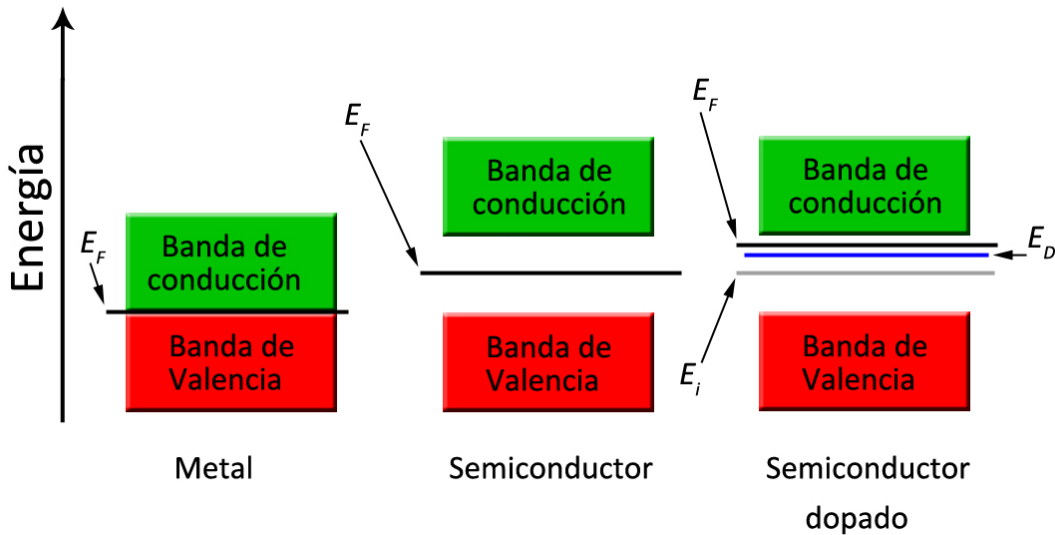 Energía
E_F
Banda de
conducción
Banda de
Valencia
Metal
E_F
Banda de
conducción
Banda de
Valencia
Semiconductor
E_F
Banda de
conducción
E_D
E_i
Banda de
Valencia
Semiconductor
dopado